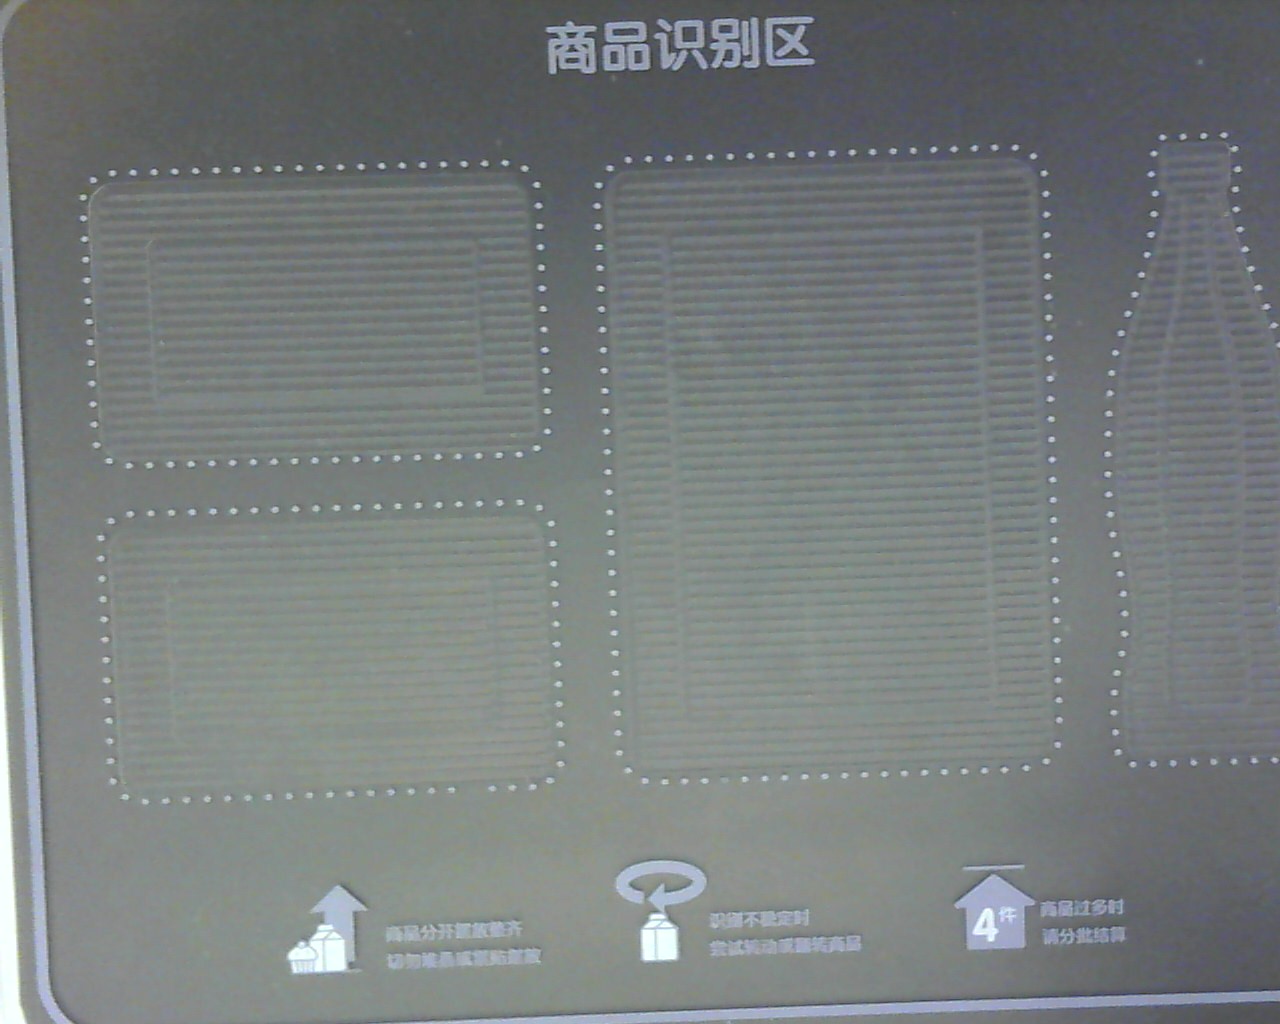 商品识别区
商品分开置放整齐
切勿堆叠或紧贴摆放
识别不稳定时
尝试转动或翻转商品
4件
商品过多时
请分批结算